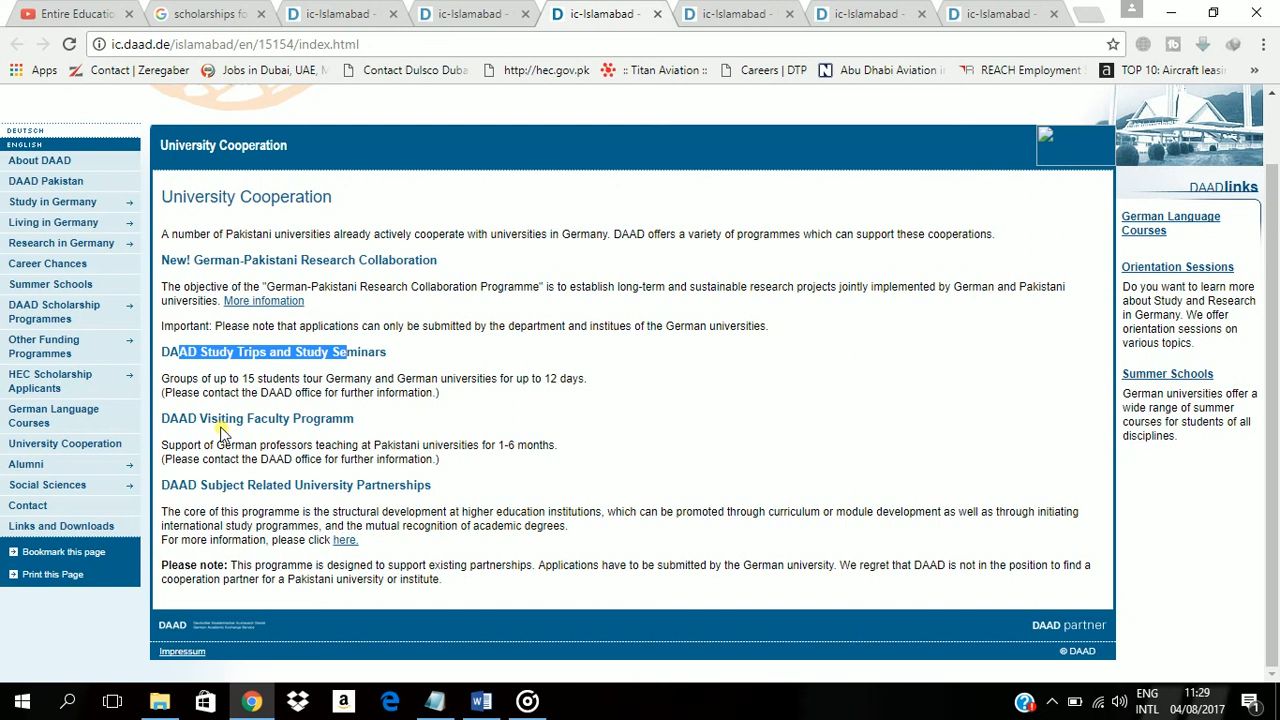 Entire Educatio
scholarships fo
ic-Islamabad -
ic-Islamabad -
ic-Islamabad -
ic-Islamabad -
ic-Islamabad -
ic-Islamabad -
ic.daad.de/islamabad/en/15154/index.html
Apps
Contact | Zeregaber
Jobs in Dubai, UAE, M
Contact Dulsco Duba
http://hec.gov.pk
:: Titan Aviation ::
Careers | DTP
Abu Dhabi Aviation in
REACH Employment S
TOP 10: Aircraft leasin
DEUTSCH
ENGLISH
About DAAD
DAAD Pakistan
Study in Germany
Living in Germany
Research in Germany
Career Chances
Summer Schools
DAAD Scholarship
Programmes
Other Funding
Programmes
HEC Scholarship
Applicants
German Language
Courses
University Cooperation
Alumni
Social Sciences
Contact
Links and Downloads
Bookmark this page
Print this Page
University Cooperation
University Cooperation
A number of Pakistani universities already actively cooperate with universities in Germany. DAAD offers a variety of programmes which can support these cooperations.
New! German-Pakistani Research Collaboration
The objective of the "German-Pakistani Research Collaboration Programme" is to establish long-term and sustainable research projects jointly implemented by German and Pakistani
universities. More infomation
Important: Please note that applications can only be submitted by the department and institues of the German universities.
DAAD Study Trips and Study Seminars
Groups of up to 15 students tour Germany and German universities for up to 12 days.
(Please contact the DAAD office for further information.)
DAAD Visiting Faculty Programm
Support of German professors teaching at Pakistani universities for 1-6 months.
(Please contact the DAAD office for further information.)
DAAD Subject Related University Partnerships
The core of this programme is the structural development at higher education institutions, which can be promoted through curriculum or module development as well as through initiating
international study programmes, and the mutual recognition of academic degrees.
For more information, please click here.
Please note: This programme is designed to support existing partnerships. Applications have to be submitted by the German university. We regret that DAAD is not in the position to find a
cooperation partner for a Pakistani university or institute.
DAAD
DAAD partner
Impressum
© DAAD
DAADlinks
German Language
Courses
Orientation Sessions
Do you want to learn more
about Study and Research
in Germany. We offer
orientation sessions on
various topics.
Summer Schools
German universities offer a
wide range of summer
courses for students of all
disciplines.
ENG
INTL
11:29
04/08/2017